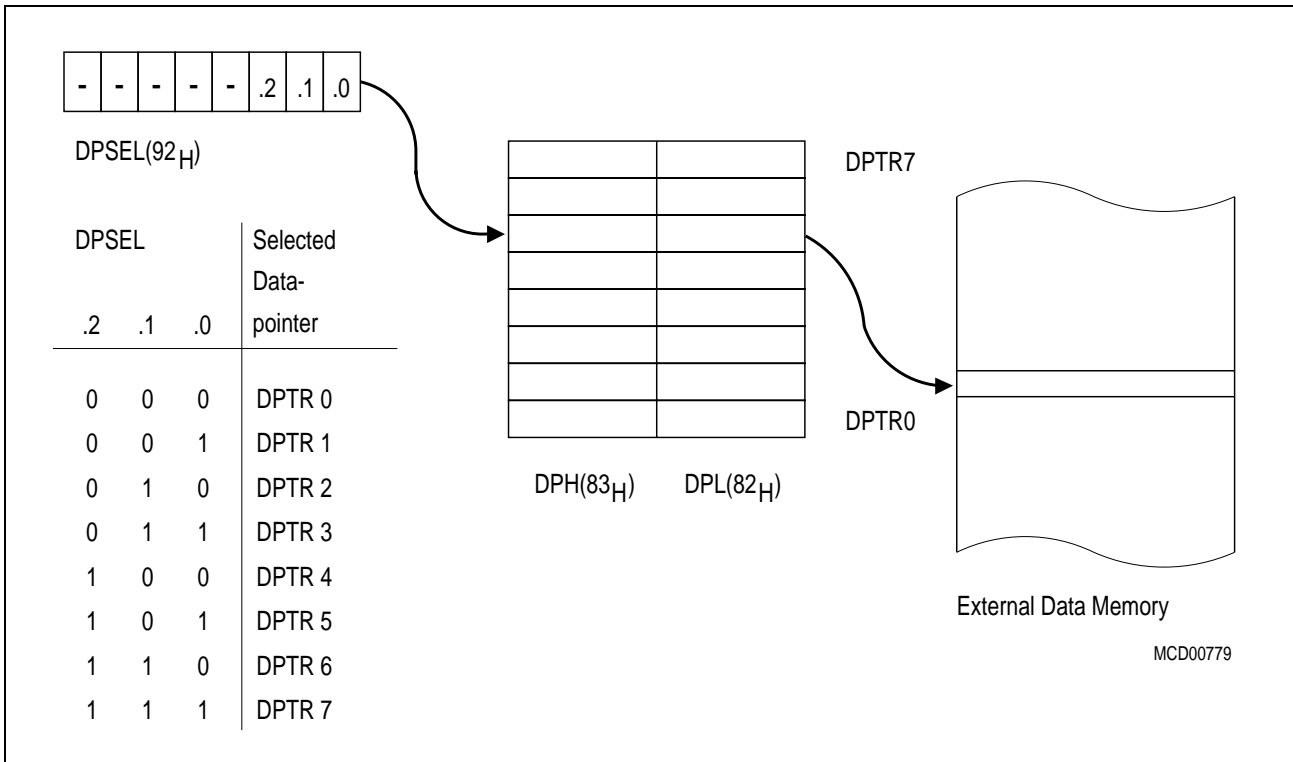 - - - - - .2 .1 .0
DPSEL(92H)
DPSEL Selected
Data-
.2 .1 .0 pointer
0 0 0 DPTR 0
0 0 1 DPTR 1
0 1 0 DPTR 2
0 1 1 DPTR 3
1 0 0 DPTR 4
1 0 1 DPTR 5
1 1 0 DPTR 6
1 1 1 DPTR 7
DPTR7
DPTR0
DPH(83H) DPL(82H)
External Data Memory
MCD00779